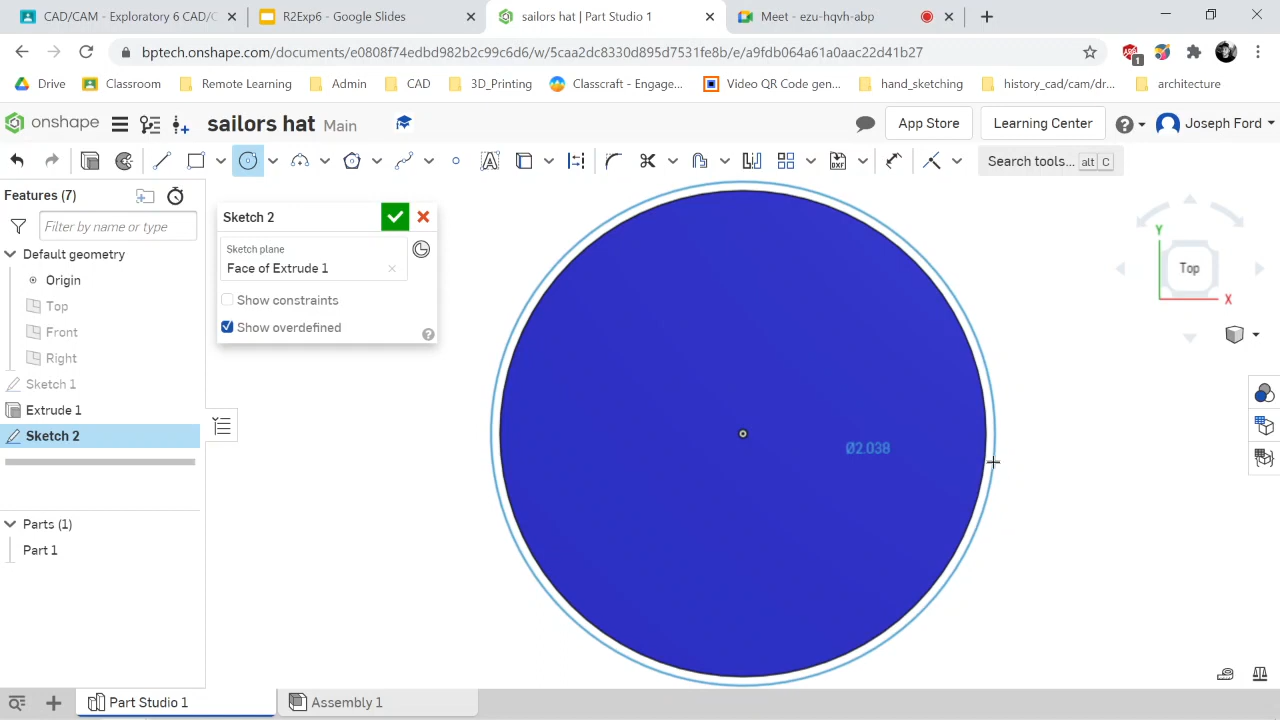 CAD/CAM - Exploratory 6 CAD/C
R2Exp6 - Google Slides
sailors hat | Part Studio 1
Meet - ezu-hqvh-abp
bptech.onshape.com/documents/e0808f74edbd982b2c99c6d6/w/5caa2dc8330d895d7531fe8b/e/a9fdb064a61a0aac22d41b27
1
Drive
Classroom
Remote Learning
Admin
CAD
3D_Printing
Classcraft - Engage...
Video QR Code gen...
hand_sketching
history_cad/cam/dr...
architecture
onshape
sailors hat Main
App Store
Learning Center
Joseph Ford
Search tools... alt C
Features (7)
Filter by name or type
Default geometry
Origin
Top
Front
Right
Sketch 1
Extrude 1
Sketch 2
Parts (1)
Part 1
Sketch 2
Sketch plane
Face of Extrude 1
Show constraints
Show overdefined
Ø2.038
Y
Top
X
Part Studio 1
Assembly 1